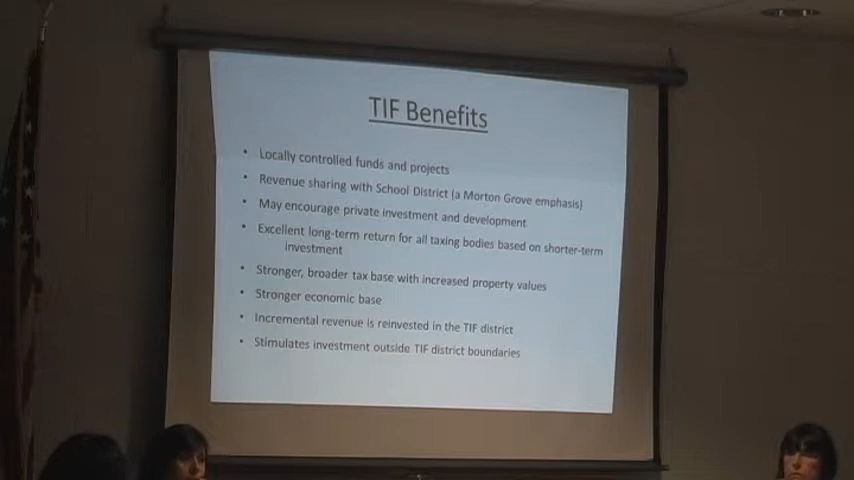 TIF Benefits
• Locally controlled funds and projects
• Revenue sharing with School District (a Morton Grove emphasis)
• May encourage private investment and development
• Excellent long-term return for all taxing bodies based on shorter-term
investment
• Stronger, broader tax base with increased property values
• Stronger economic base
• Incremental revenue is reinvested in the TIF district
• Stimulates investment outside TIF district boundaries